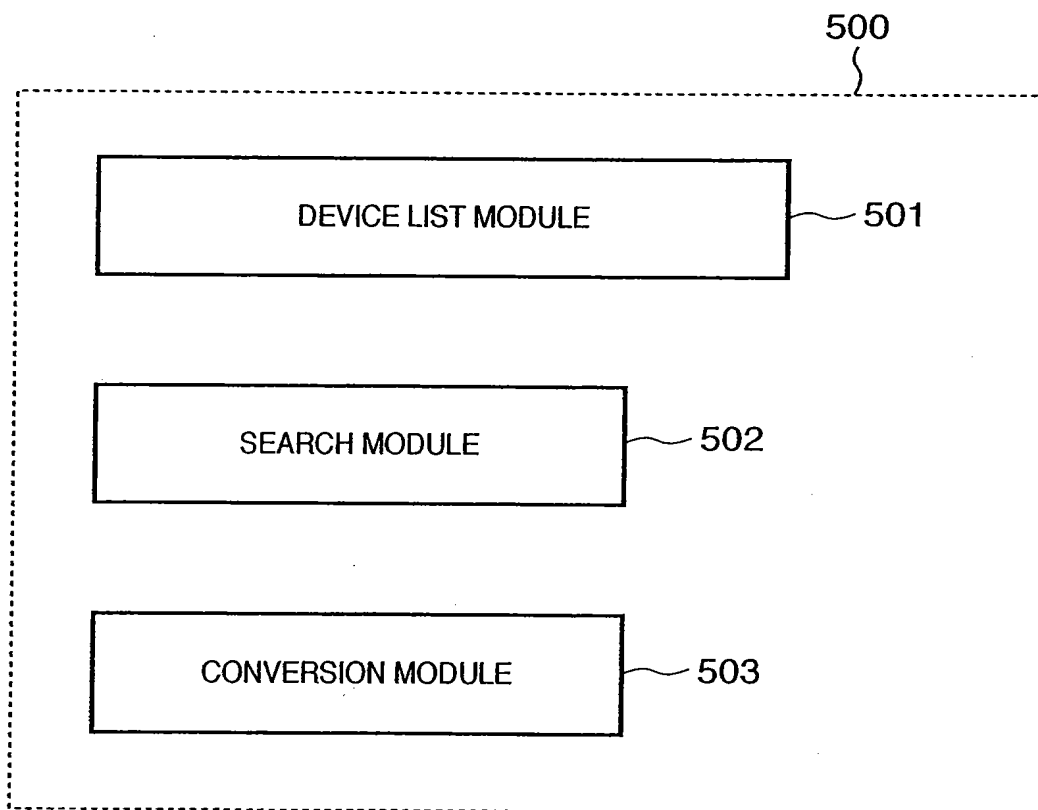 500
DEVICE LIST MODULE
501
SEARCH MODULE
502
CONVERSION MODULE
503